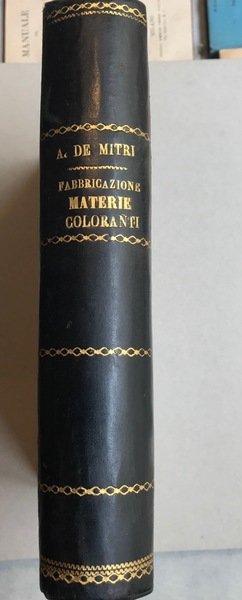 MANUALE
A. DE MITRI
FABBRICAZIONE
MATERIE
COLORANTI